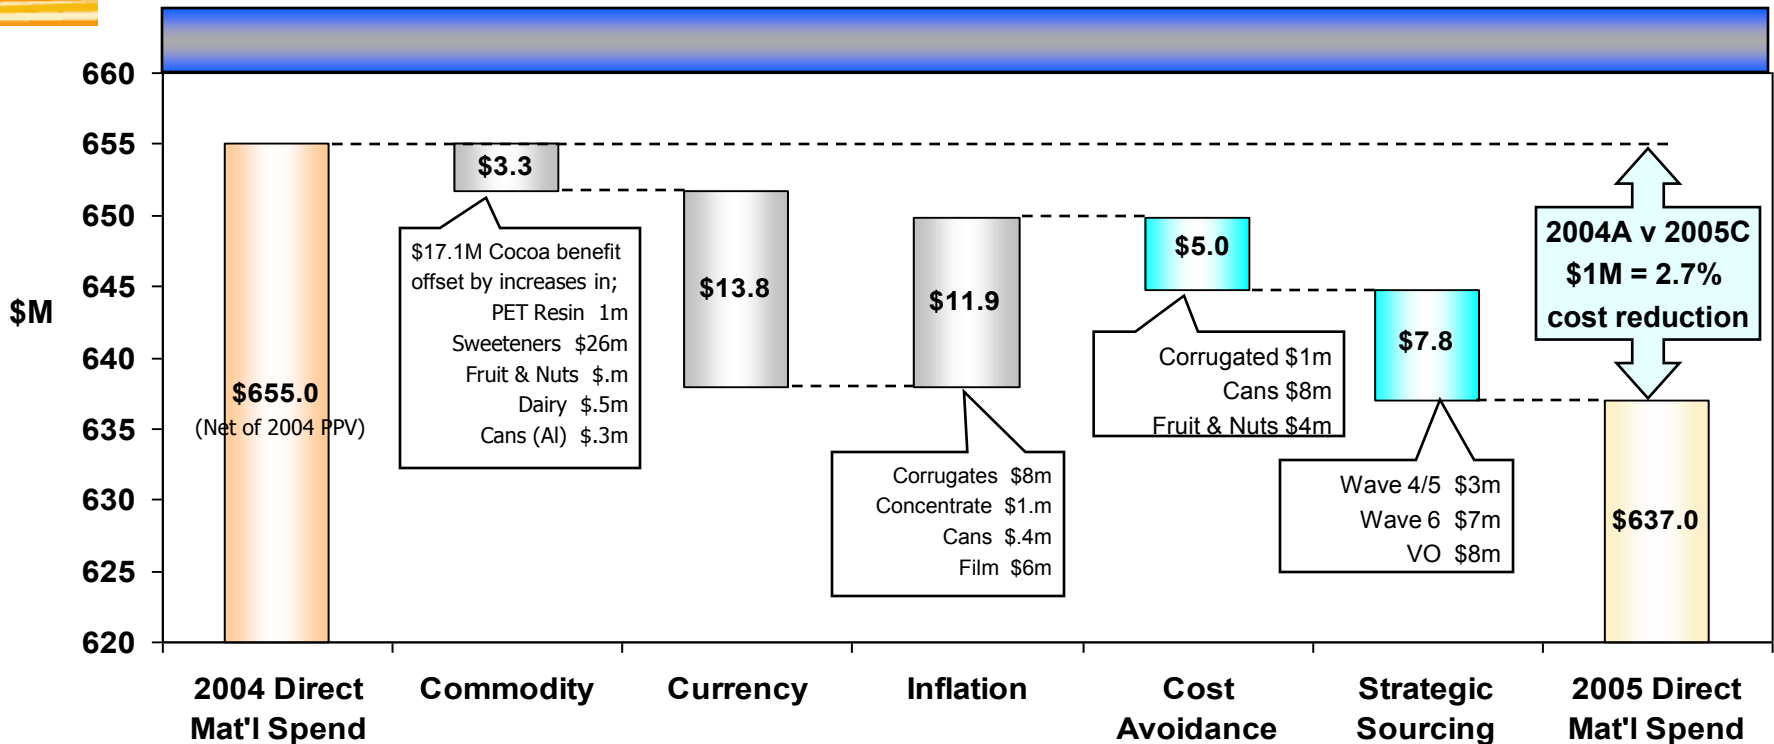 660
655
650
645
640
635
630
625
620
$M
$655.0
(Net of 2004 PPV)
$3.3
$17.1M Cocoa benefit
offset by increases in;
PET Resin 1m
Sweeteners $26m
Fruit & Nuts $.m
Dairy $.5m
Cans (Al) $.3m
$13.8
$11.9
Corrugates $8m
Concentrate $1.m
Cans $.4m
Film $6m
$5.0
Corrugated $1m
Cans $8m
Fruit & Nuts $4m
$7.8
Wave 4/5 $3m
Wave 6 $7m
VO $8m
2004A v 2005C
$1M = 2.7%
cost reduction
$637.0
2004 Direct
Mat'l Spend
Commodity
Currency
Inflation
Cost
Avoidance
Strategic
Sourcing
2005 Direct
Mat'l Spend